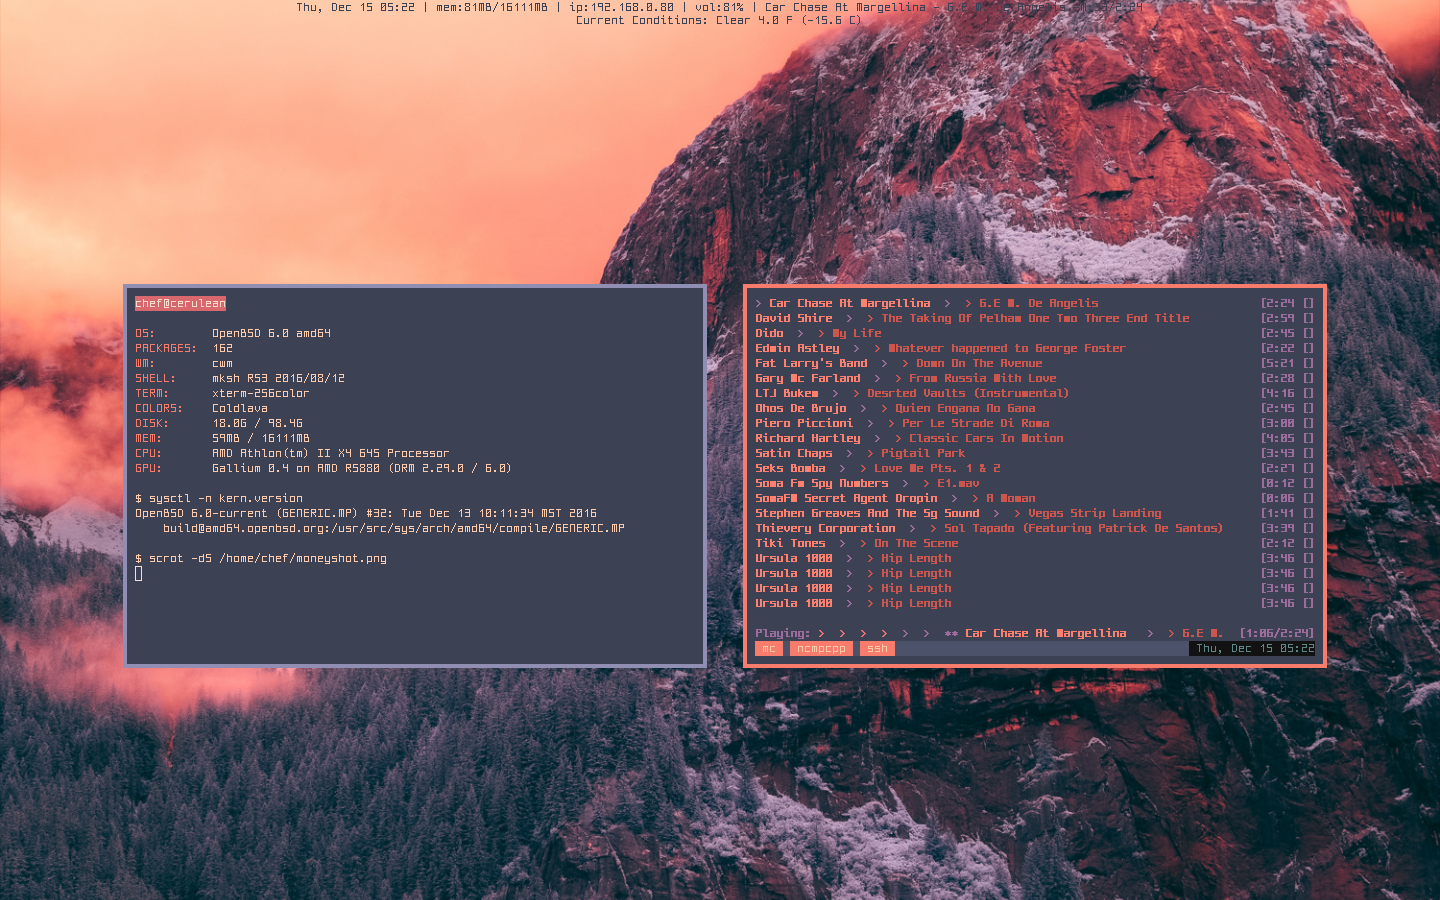 Thu, Dec 15 05:22 | mem:81MB/16111MB | ip:192.168.0.80 | vol:81% | Car Chase At Margellina - G.E M. De Angelis 1:05/2:24
Current Conditions: Clear 4.0 F (-15.6 C)
chef@cerulean
OS: OpenBSD 6.0 amd64
PACKAGES: 162
WM: cwm
SHELL: mksh R53 2016/08/12
TERM: xterm-256color
COLORS: Coldlava
DISK: 18.0G / 98.4G
MEM: 59MB / 16111MB
CPU: AMD Athlon(tm) II X4 645 Processor
GPU: Gallium 0.4 on AMD RS880 (DRM 2.29.0 / 6.0)
$ sysctl -n kern.version
OpenBSD 6.0-current (GENERIC.MP) #32: Tue Dec 13 10:11:34 MST 2016
build@amd64.openbsd.org:/usr/src/sys/arch/amd64/compile/GENERIC.MP
$ scrot -d5 /home/chef/moneyshot.png
> Car Chase At Margellina > > G.E M. De Angelis [2:24 []
David Shire > > The Taking Of Pelham One Two Three End Title [2:59 []
Dido > > My Life [2:45 []
Edwin Astley > > Whatever happened to George Foster [2:22 []
Fat Larry's Band > > Down On The Avenue [5:21 []
Gary Mc Farland > > From Russia With Love [2:28 []
LTJ Bukem > > Desrted Vaults (Instrumental) [4:16 []
Ohos De Brujo > > Quien Engana No Gana [2:45 []
Piero Piccioni > > Per Le Strade Di Roma [3:00 []
Richard Hartley > > Classic Cars In Motion [4:05 []
Satin Chaps > > Pigtail Park [3:43 []
Seks Bomba > > Love Me Pts. 1 & 2 [2:27 []
Soma Fm Spy Numbers > > E1.wav [0:12 []
SomaFM Secret Agent Dropin > > A Woman [0:06 []
Stephen Greaves And The Sg Sound > > Vegas Strip Landing [1:41 []
Thievery Corporation > > Sol Tapado (Featuring Patrick De Santos) [3:39 []
Tiki Tones > > On The Scene [2:12 []
Ursula 1000 > > Hip Length [3:46 []
Ursula 1000 > > Hip Length [3:46 []
Ursula 1000 > > Hip Length [3:46 []
Ursula 1000 > > Hip Length [3:46 []
Playing: > > > > > > ** Car Chase At Margellina > > G.E M. [1:06/2:24]
mc ncmpcpp ssh Thu, Dec 15 05:22